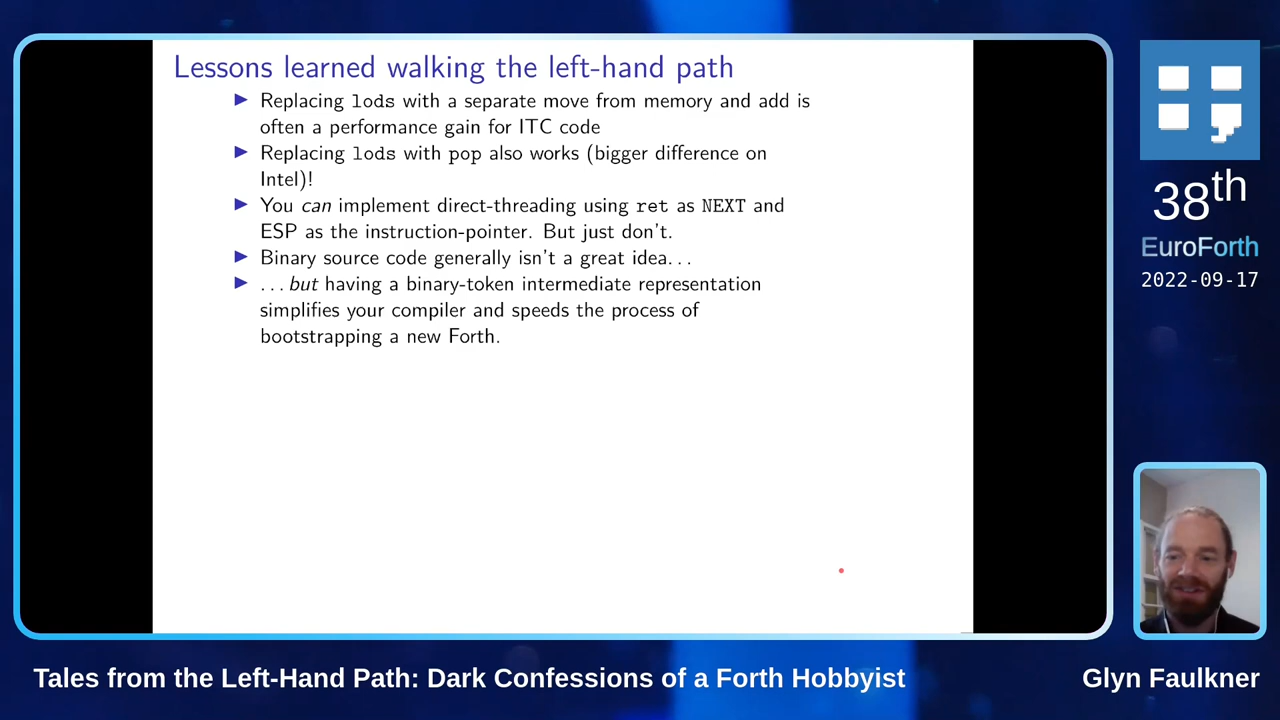 Lessons learned walking the left-hand path
▶ Replacing lods with a separate move from memory and add is
often a performance gain for ITC code
▶ Replacing lods with pop also works (bigger difference on
Intel)!
▶ You can implement direct-threading using ret as NEXT and
ESP as the instruction-pointer. But just don't.
▶ Binary source code generally isn't a great idea...
▶ ...but having a binary-token intermediate representation
simplifies your compiler and speeds the process of
bootstrapping a new Forth.
38th
EuroForth
2022-09-17
Tales from the Left-Hand Path: Dark Confessions of a Forth Hobbyist
Glyn Faulkner